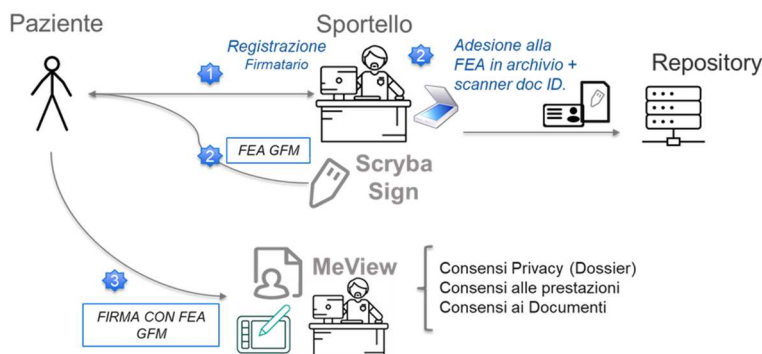 Paziente
Sportello
Registrazione
Firmatario
1
2
Adesione alla
FEA in archivio +
scanner doc ID.
Repository
2
FEA GFM
Scryba
Sign
3
FIRMA CON FEA
GFM
MeView
Consensi Privacy (Dossier)
Consensi alle prestazioni
Consensi ai Documenti